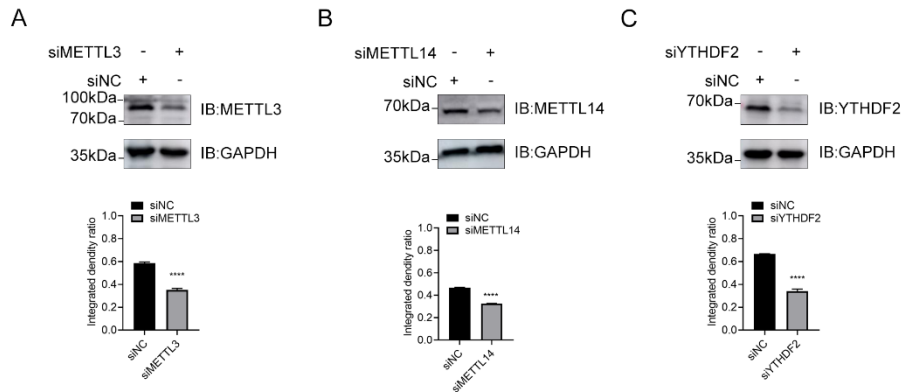 A
siMETTL3 - +
siNC + -
100kDa
70kDa
IB:METTL3
35kDa
IB:GAPDH
siNC
siMETTL3
Integrated dendity ratio
1.0
0.8
0.6
0.4
0.2
0.0
****
siNC
siMETTL3
B
siMETTL14 - +
siNC + -
70kDa
IB:METTL14
35kDa
IB:GAPDH
siNC
siMETTL14
Integrated dendity ratio
1.0
0.8
0.6
0.4
0.2
0.0
****
siNC
siMETTL14
C
siYTHDF2 - +
siNC + -
70kDa
IB:YTHDF2
35kDa
IB:GAPDH
siNC
siYTHDF2
Integrated dendity ratio
1.0
0.8
0.6
0.4
0.2
0.0
****
siNC
siYTHDF2